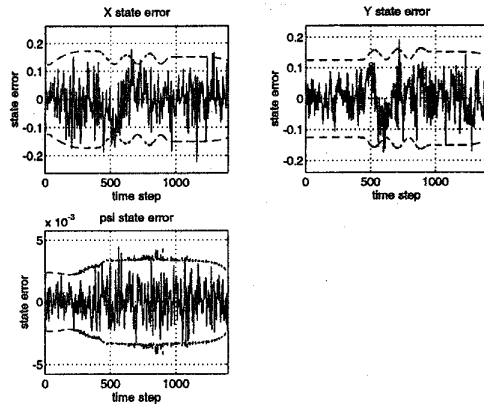 X state error
0.2
0.1
0
-0.1
-0.2
state error
0
500
1000
time step
Y state error
0.2
0.1
0
-0.1
-0.2
state error
0
500
1000
time step
x 10^-3
psi state error
5
0
-5
state error
0
500
1000
time step